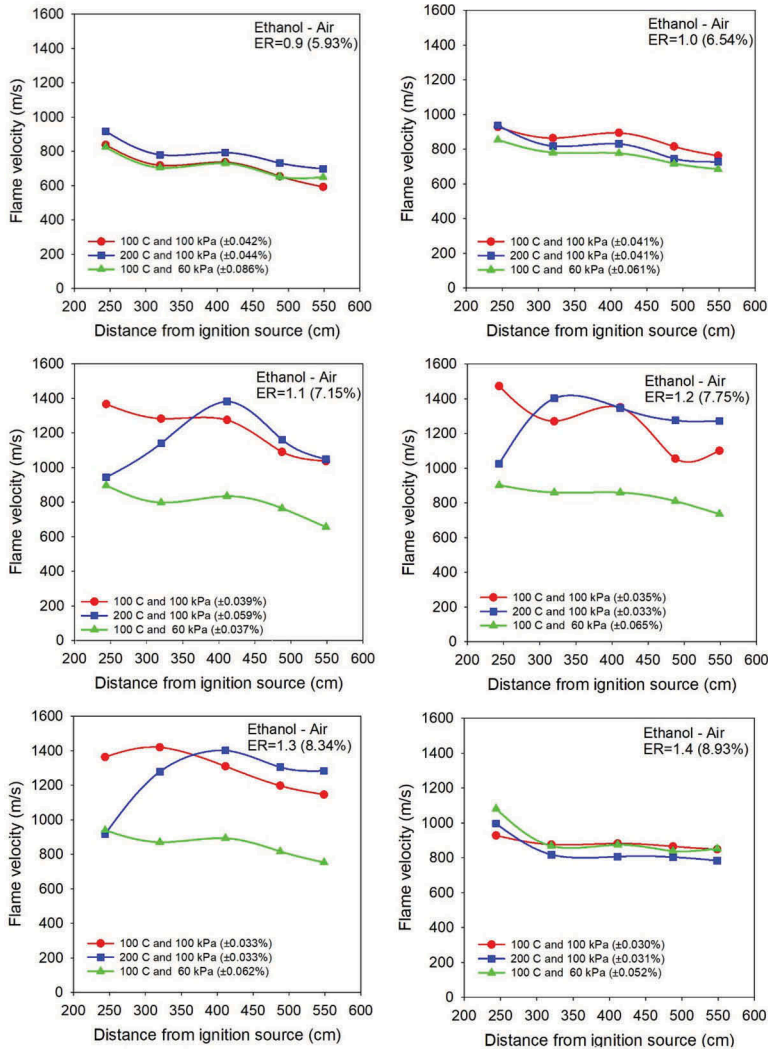 Ethanol - Air
ER=0.9 (5.93%)
Flame velocity (m/s)
1600
1400
1200
1000
800
600
400
200
0
100 C and 100 kPa (±0.042%)
200 C and 100 kPa (±0.044%)
100 C and 60 kPa (±0.086%)
200 250 300 350 400 450 500 550 600
Distance from ignition source (cm)
Ethanol - Air
ER=1.0 (6.54%)
Flame velocity (m/s)
1600
1400
1200
1000
800
600
400
200
0
100 C and 100 kPa (±0.041%)
200 C and 100 kPa (±0.041%)
100 C and 60 kPa (±0.061%)
200 250 300 350 400 450 500 550 600
Distance from ignition source (cm)
Ethanol - Air
ER=1.1 (7.15%)
Flame velocity (m/s)
1600
1400
1200
1000
800
600
400
200
0
100 C and 100 kPa (±0.039%)
200 C and 100 kPa (±0.059%)
100 C and 60 kPa (±0.037%)
200 250 300 350 400 450 500 550 600
Distance from ignition source (cm)
Ethanol - Air
ER=1.2 (7.75%)
Flame velocity (m/s)
1600
1400
1200
1000
800
600
400
200
0
100 C and 100 kPa (±0.035%)
200 C and 100 kPa (±0.033%)
100 C and 60 kPa (±0.065%)
200 250 300 350 400 450 500 550 600
Distance from ignition source (cm)
Ethanol - Air
ER=1.3 (8.34%)
Flame velocity (m/s)
1600
1400
1200
1000
800
600
400
200
0
100 C and 100 kPa (±0.033%)
200 C and 100 kPa (±0.033%)
100 C and 60 kPa (±0.062%)
200 250 300 350 400 450 500 550 600
Distance from ignition source (cm)
Ethanol - Air
ER=1.4 (8.93%)
Flame velocity (m/s)
1600
1400
1200
1000
800
600
400
200
0
100 C and 100 kPa (±0.030%)
200 C and 100 kPa (±0.031%)
100 C and 60 kPa (±0.052%)
200 250 300 350 400 450 500 550 600
Distance from ignition source (cm)